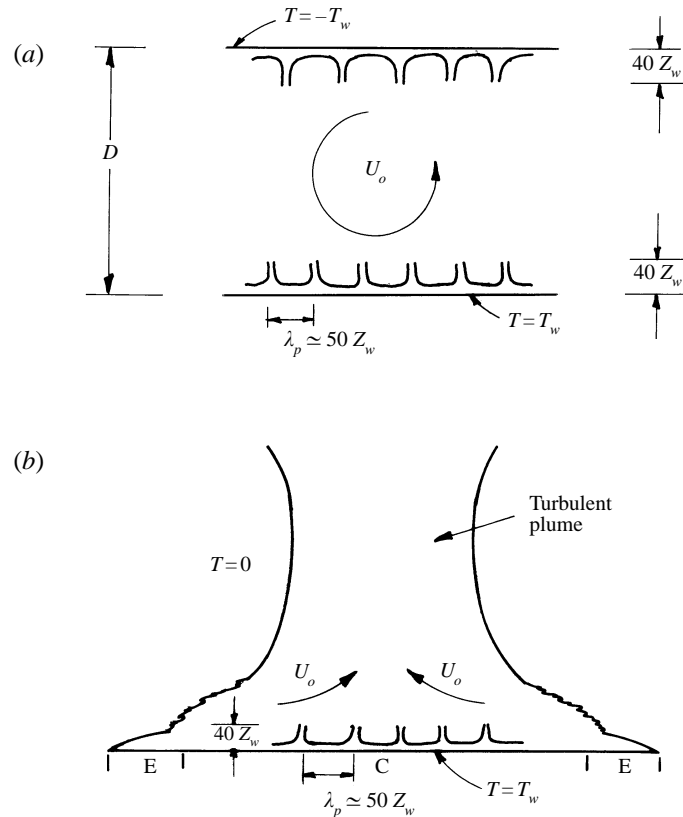 (a)
T = −T_w
40 Z_w
D
U_o
40 Z_w
T = T_w
λ_p ≃ 50 Z_w
(b)
Turbulent
plume
T = 0
U_o
U_o
40 Z_w
E
C
E
λ_p ≃ 50 Z_w
T = T_w